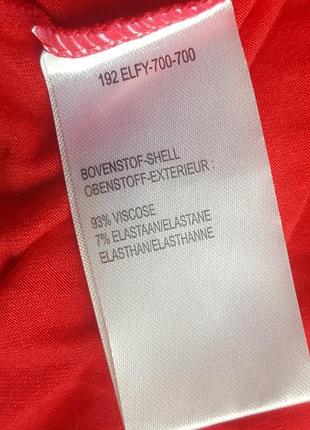 192 ELFY-700-700
BOVENSTOF-SHELL
OBENSTOFF-EXTERIEUR :
93% VISCOSE
7% ELASTAAN/ELASTANE
ELASTHAN/ELASTHANNE